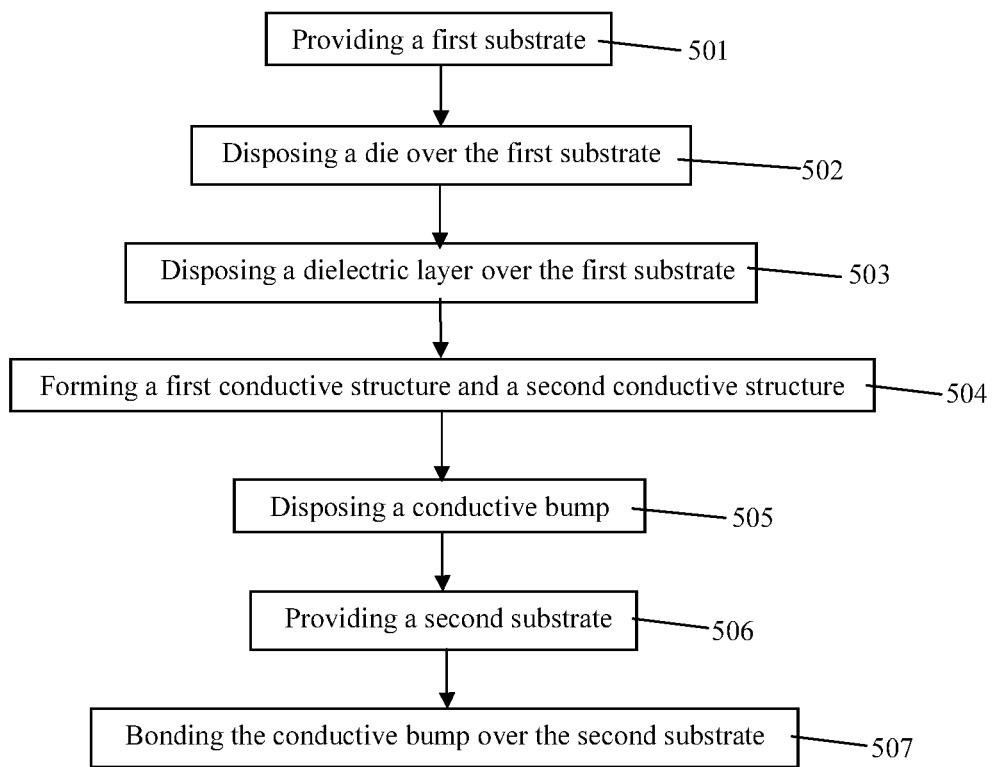 Providing a first substrate
501
Disposing a die over the first substrate
502
Disposing a dielectric layer over the first substrate
503
Forming a first conductive structure and a second conductive structure
504
Disposing a conductive bump
505
Providing a second substrate
506
Bonding the conductive bump over the second substrate
507